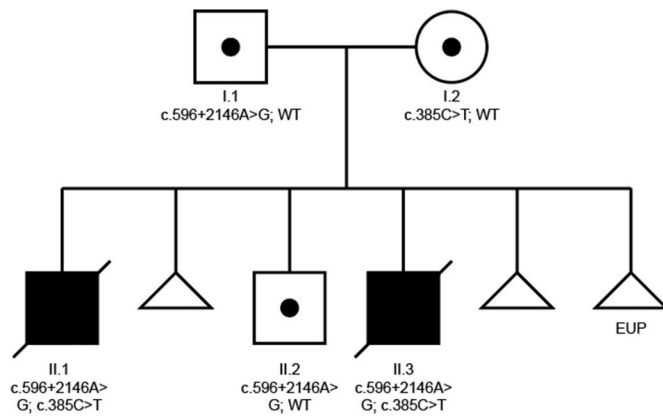 I.1
c.596+2146A>G; WT
I.2
c.385C>T; WT
EUP
II.1
c.596+2146A>
G; c.385C>T
II.2
c.596+2146A>
G; WT
II.3
c.596+2146A>
G; c.385C>T